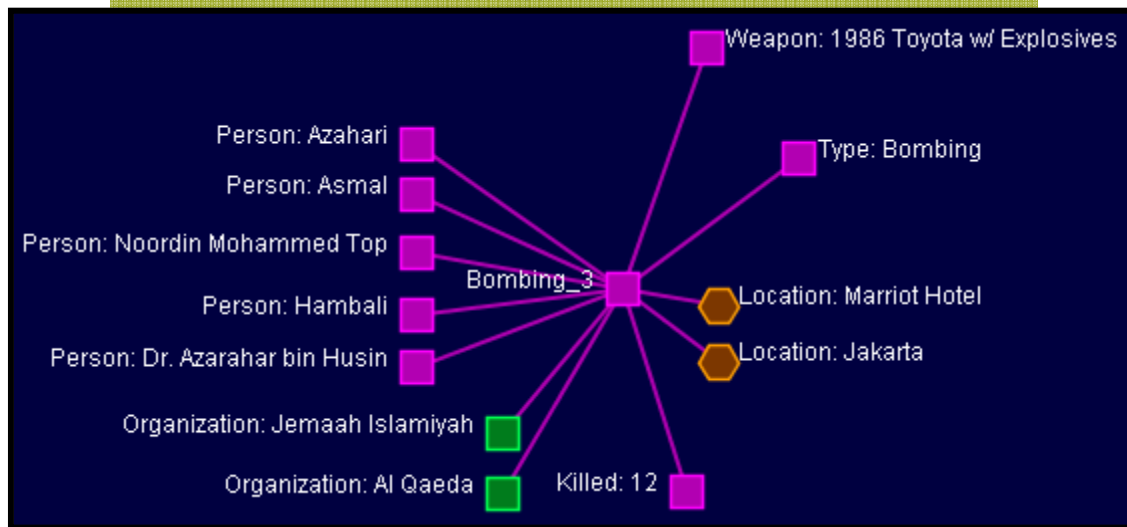 Weapon: 1986 Toyota w/ Explosives
Person: Azahari
Type: Bombing
Person: Asmal
Person: Noordin Mohammed Top
Bombing_3
Location: Marriot Hotel
Person: Hambali
Location: Jakarta
Person: Dr. Azarahar bin Husin
Organization: Jemaah Islamiyah
Organization: Al Qaeda
Killed: 12